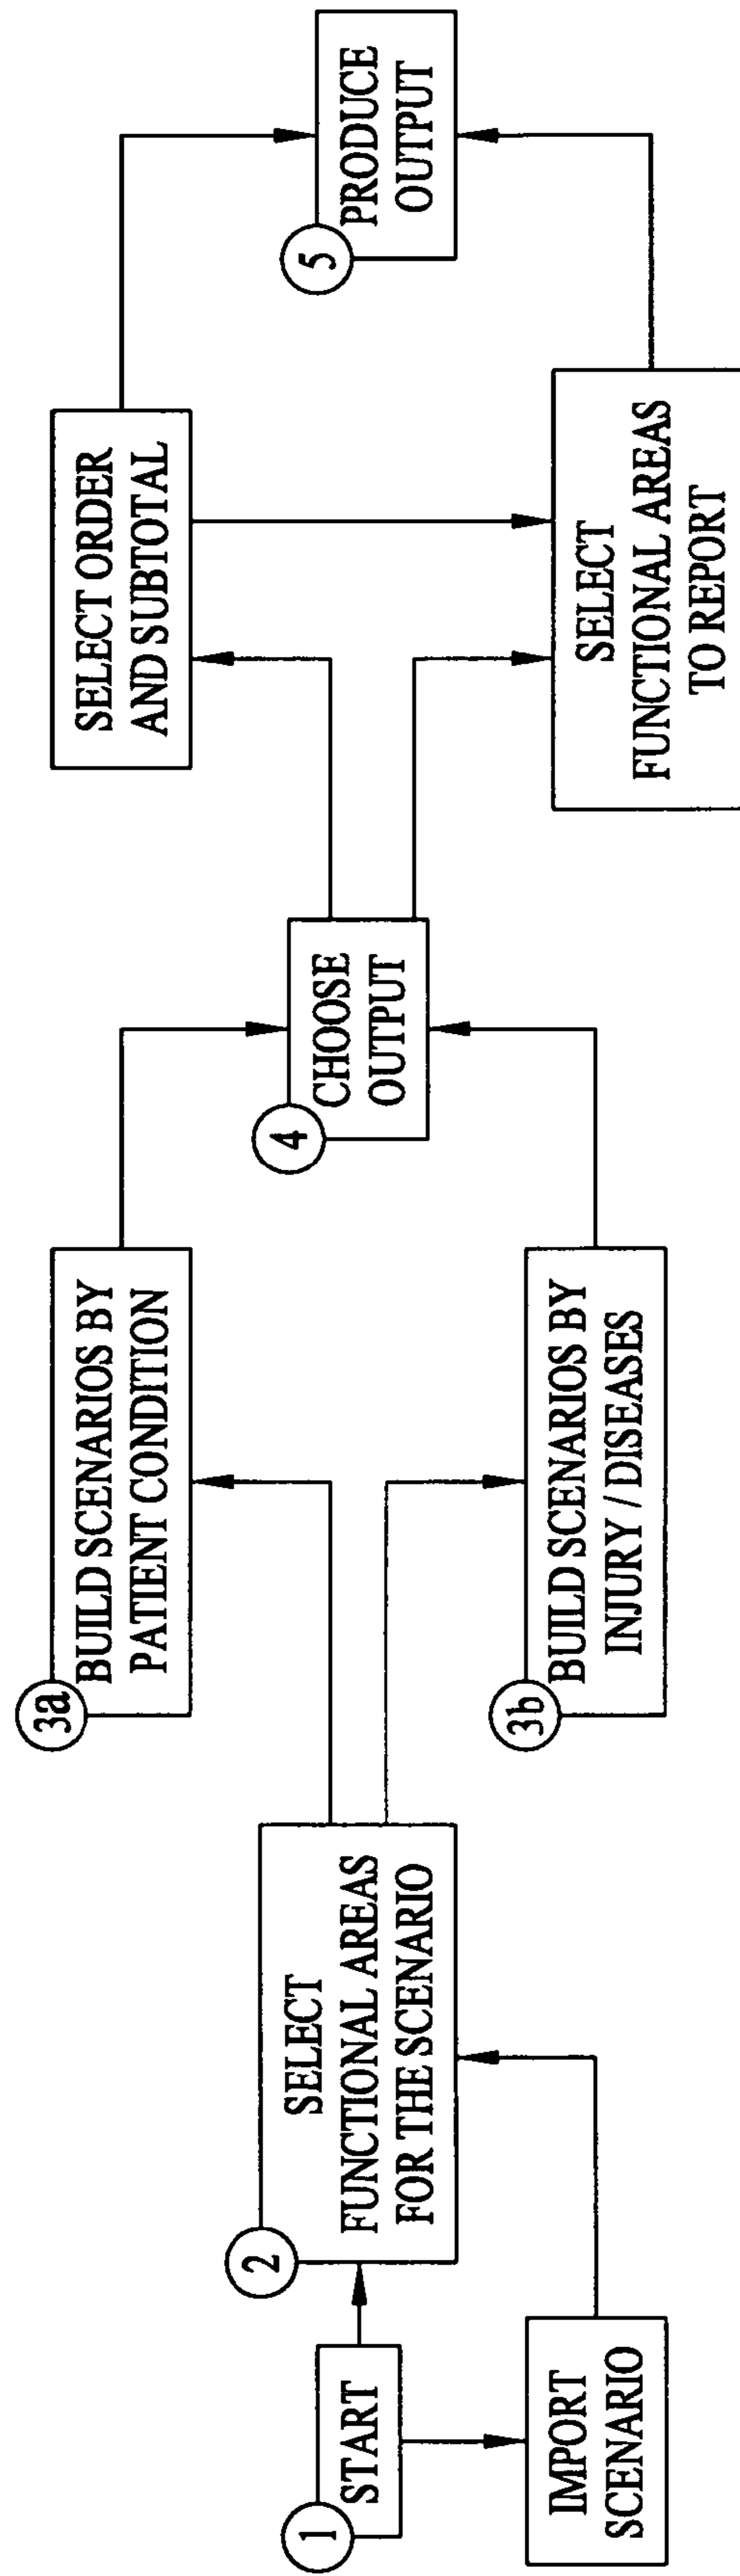 1
START
IMPORT
SCENARIO
2
SELECT
FUNCTIONAL AREAS
FOR THE SCENARIO
3a
BUILD SCENARIOS BY
PATIENT CONDITION
3b
BUILD SCENARIOS BY
INJURY / DISEASES
4
CHOOSE
OUTPUT
SELECT ORDER
AND SUBTOTAL
SELECT
FUNCTIONAL AREAS
TO REPORT
5
PRODUCE
OUTPUT